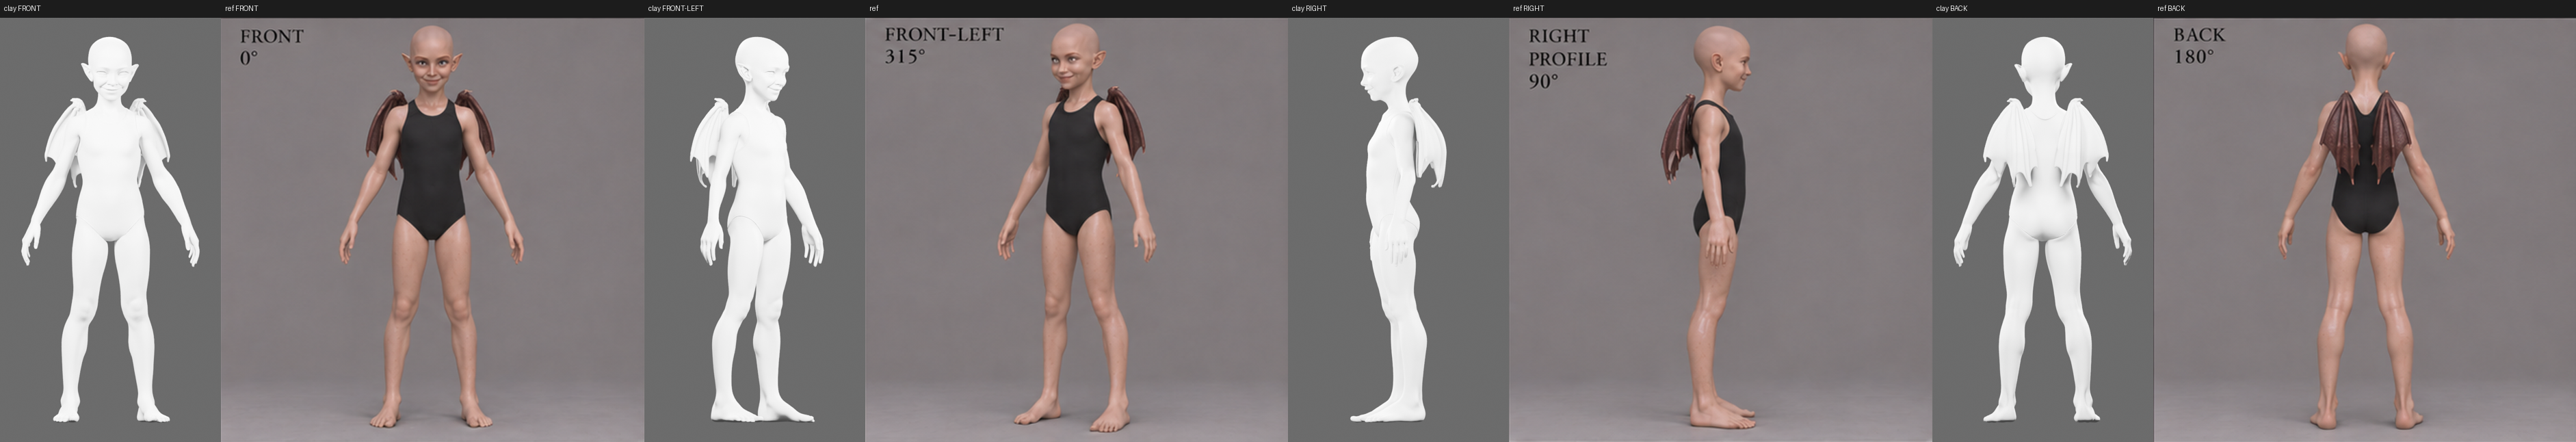 clay FRONT
ref FRONT
FRONT
0°
clay FRONT-LEFT
ref
FRONT-LEFT
315°
clay RIGHT
ref RIGHT
RIGHT
PROFILE
90°
clay BACK
ref BACK
BACK
180°